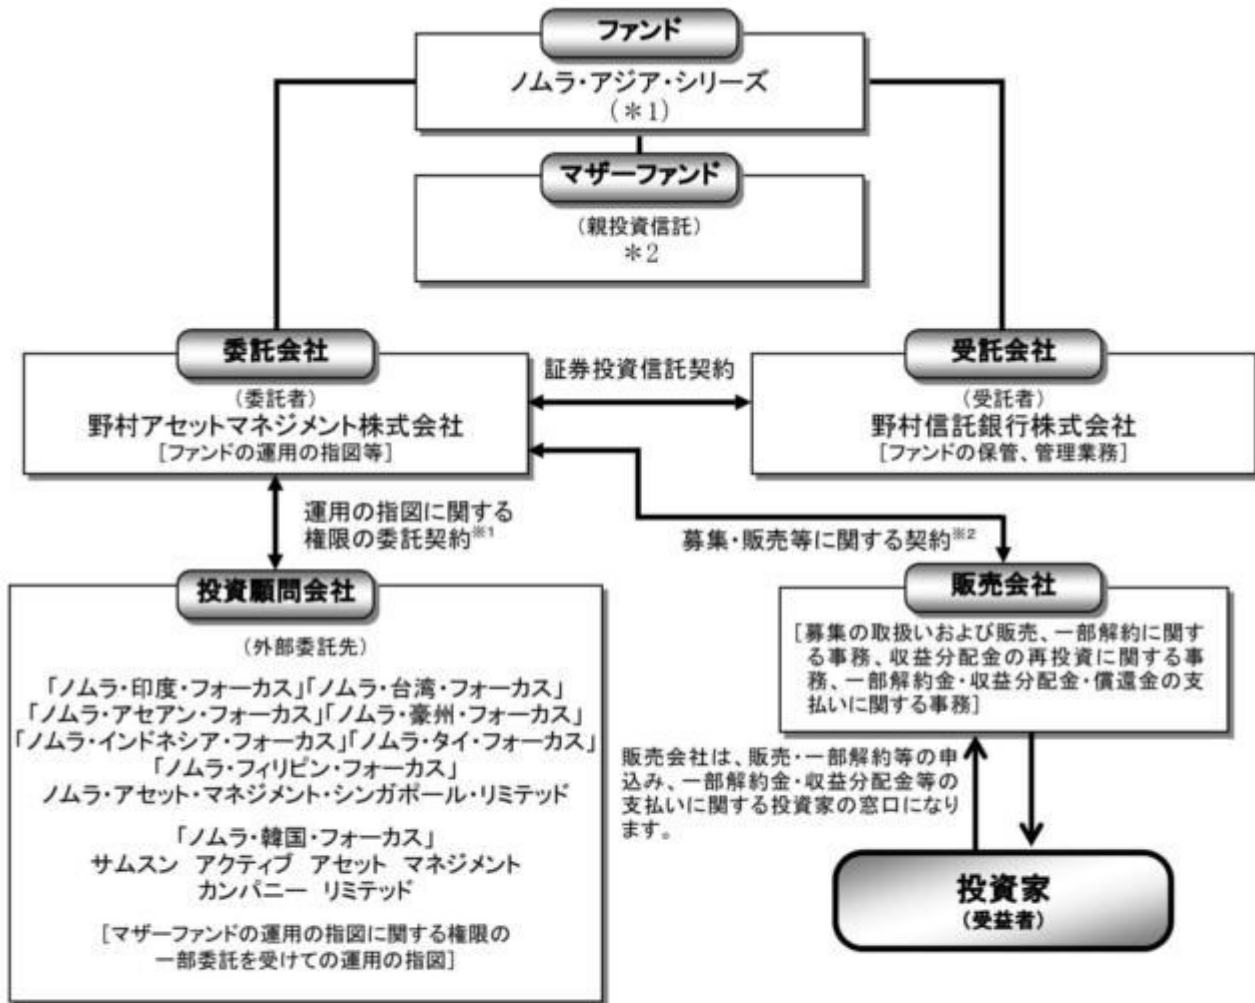 ファンド
ノムラ・アジア・シリーズ
(＊1)
マザーファンド
(親投資信託)
＊2
委託会社
(委託者)
野村アセットマネジメント株式会社
[ファンドの運用の指図等]
証券投資信託契約
受託会社
(受託者)
野村信託銀行株式会社
[ファンドの保管、管理業務]
運用の指図に関する
権限の委託契約※1
募集・販売等に関する契約※2
投資顧問会社
(外部委託先)
「ノムラ・印度・フォーカス」「ノムラ・台湾・フォーカス」
「ノムラ・アセアン・フォーカス」「ノムラ・豪州・フォーカス」
「ノムラ・インドネシア・フォーカス」「ノムラ・タイ・フォーカス」
「ノムラ・フィリピン・フォーカス」
ノムラ・アセット・マネジメント・シンガポール・リミテッド
「ノムラ・韓国・フォーカス」
サムスン アクティブ アセット マネジメント
カンパニー リミテッド
[マザーファンドの運用の指図に関する権限の
一部委託を受けての運用の指図]
販売会社
[募集の取扱いおよび販売、一部解約に関す
る事務、収益分配金の再投資に関する事
務、一部解約金・収益分配金・償還金の支
払いに関する事務]
販売会社は、販売・一部解約等の申
込み、一部解約金・収益分配金等の
支払いに関する投資家の窓口になり
ます。
投資家
(受益者)